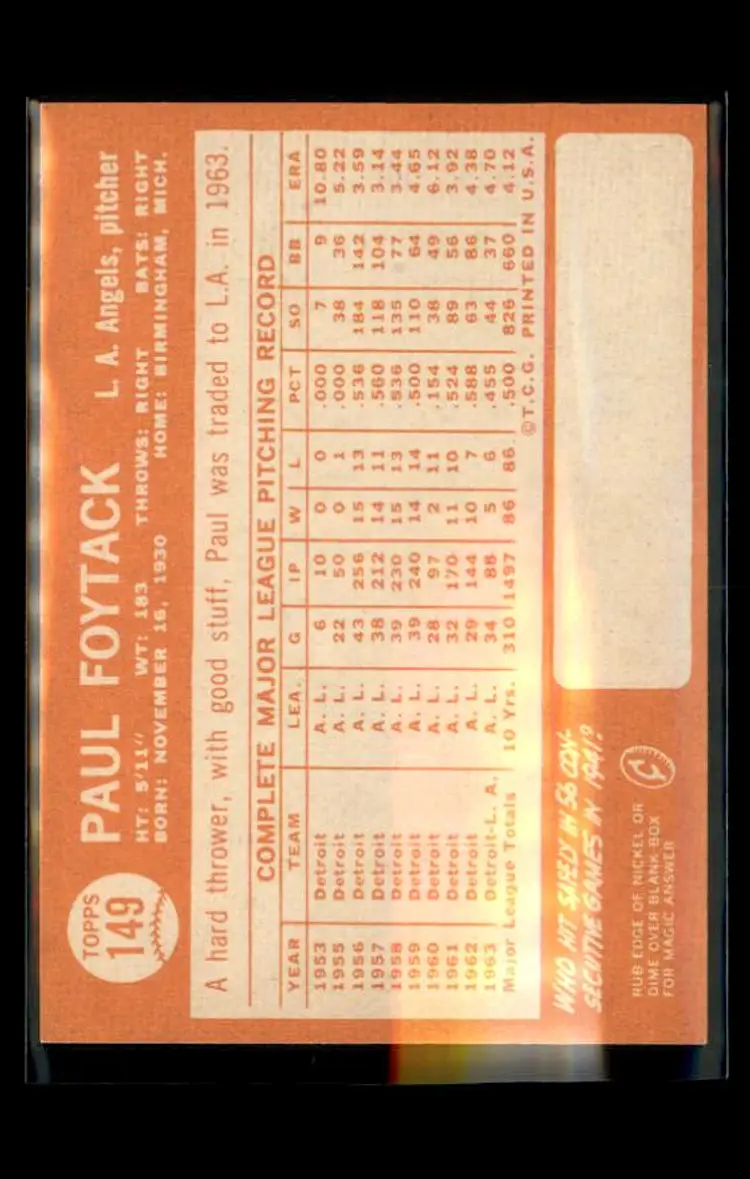 TOPPS
149
PAUL FOYTACK L. A. Angels, pitcher
HT: 5'11" WT: 183 THROWS: RIGHT BATS: RIGHT
BORN: NOVEMBER 16, 1930 HOME: BIRMINGHAM, MICH.
A hard thrower, with good stuff, Paul was traded to L.A. in 1963.
COMPLETE MAJOR LEAGUE PITCHING RECORD
YEAR TEAM LEA. G IP W L PCT SO BB ERA
1953 Detroit A. L. 6 10 0 0 .000 7 9 10.80
1955 Detroit A. L. 22 50 0 1 .000 38 36 5.22
1956 Detroit A. L. 43 256 15 13 .536 184 142 3.59
1957 Detroit A. L. 38 212 14 11 .560 118 104 3.14
1958 Detroit A. L. 39 230 15 13 .536 135 77 3.44
1959 Detroit A. L. 39 240 14 14 .500 110 64 4.65
1960 Detroit A. L. 28 97 2 11 .154 38 49 6.12
1961 Detroit A. L. 32 170 11 10 .524 89 56 3.92
1962 Detroit A. L. 29 144 10 7 .588 63 86 4.38
1963 Detroit-L. A. A. L. 34 88 5 6 .455 44 37 4.70
Major League Totals 10 Yrs. 310 1497 86 86 .500 826 660 4.12
©T.C.G. PRINTED IN U.S.A.
WHO HIT SAFELY IN 56 CON-
SECUTIVE GAMES IN 1941?
RUB EDGE OF NICKEL OR
DIME OVER BLANK BOX
FOR MAGIC ANSWER